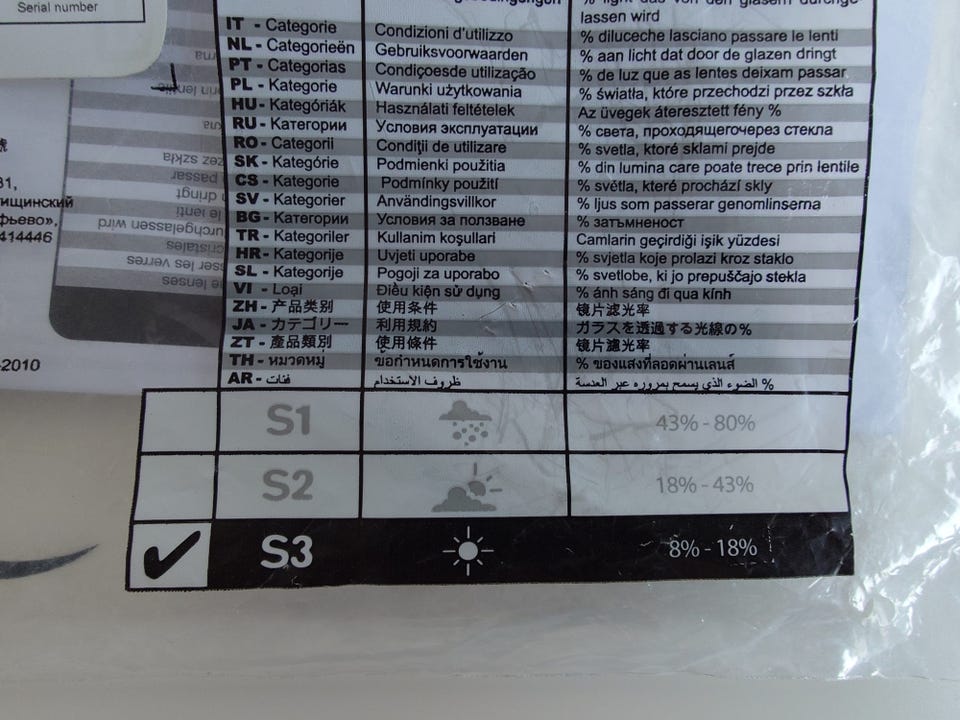 Serial number
lassen wird
IT - Categorie Condizioni d'utilizzo % diluceche lasciano passare le lenti
NL - Categorieën Gebruiksvoorwaarden % aan licht dat door de glazen dringt
PT - Categorias Condiçoesde utilização % de luz que as lentes deixam passar
PL - Kategorie Warunki użytkowania % światła, które przechodzi przez szkła
HU - Kategóriák Használati feltételek Az üvegek áteresztett fény %
RU - Категории Условия эксплуатации % света, проходящегочерез стекла
RO - Categorii Condiţii de utilizare % svetla, ktoré sklami prejde
SK - Kategórie Podmienki použitia % din lumina care poate trece prin lentile
CS - Kategorie Podmínky použití % světla, které prochází skly
SV - Kategorier Användningsvillkor % ljus som passerar genomlinserna
BG - Категории Условия за ползване % затъмненост
TR - Kategoriler Kullanim koşullari Camlarin geçirdiği işik yüzdesi
HR - Kategorije Uvjeti uporabe % svjetla koje prolazi kroz staklo
SL - Kategorije Pogoji za uporabo % svetlobe, ki jo prepuščajo stekla
VI - Loại Điều kiện sử dụng % ánh sáng đi qua kính
ZH - 产品类别 使用条件 镜片滤光率
JA - カテゴリー 利用規約 ガラスを透過する光線の%
ZT - 產品類別 使用條件 镜片濾光率
TH - หมวดหมู่ ข้อกำหนดการใช้งาน % ของแสงที่ลอดผ่านเลนส์
AR - فئات ظروف الاستخدام % الضوء الذي يسمح بمروره عبر العدسة
S1 43% - 80%
S2 18% - 43%
✔ S3 8% - 18%
414446
-2010